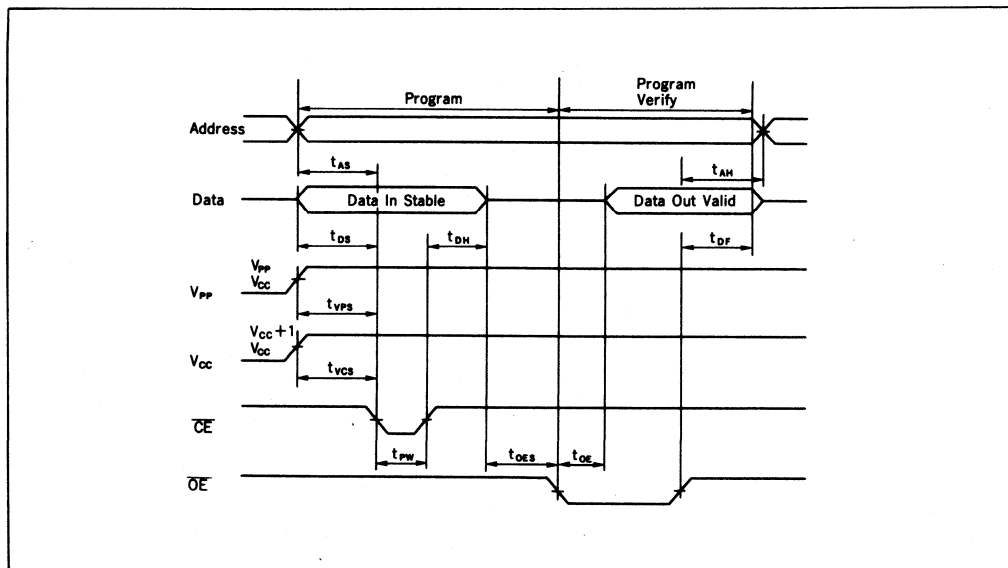 Program
Program
Verify
Address
tAS
tAH
Data
Data In Stable
Data Out Valid
tDS
tDH
tDF
VPP
VCC
VPP
tVPS
VCC+1
VCC
VCC
tVCS
CE
tPW
tOES
tOE
OE